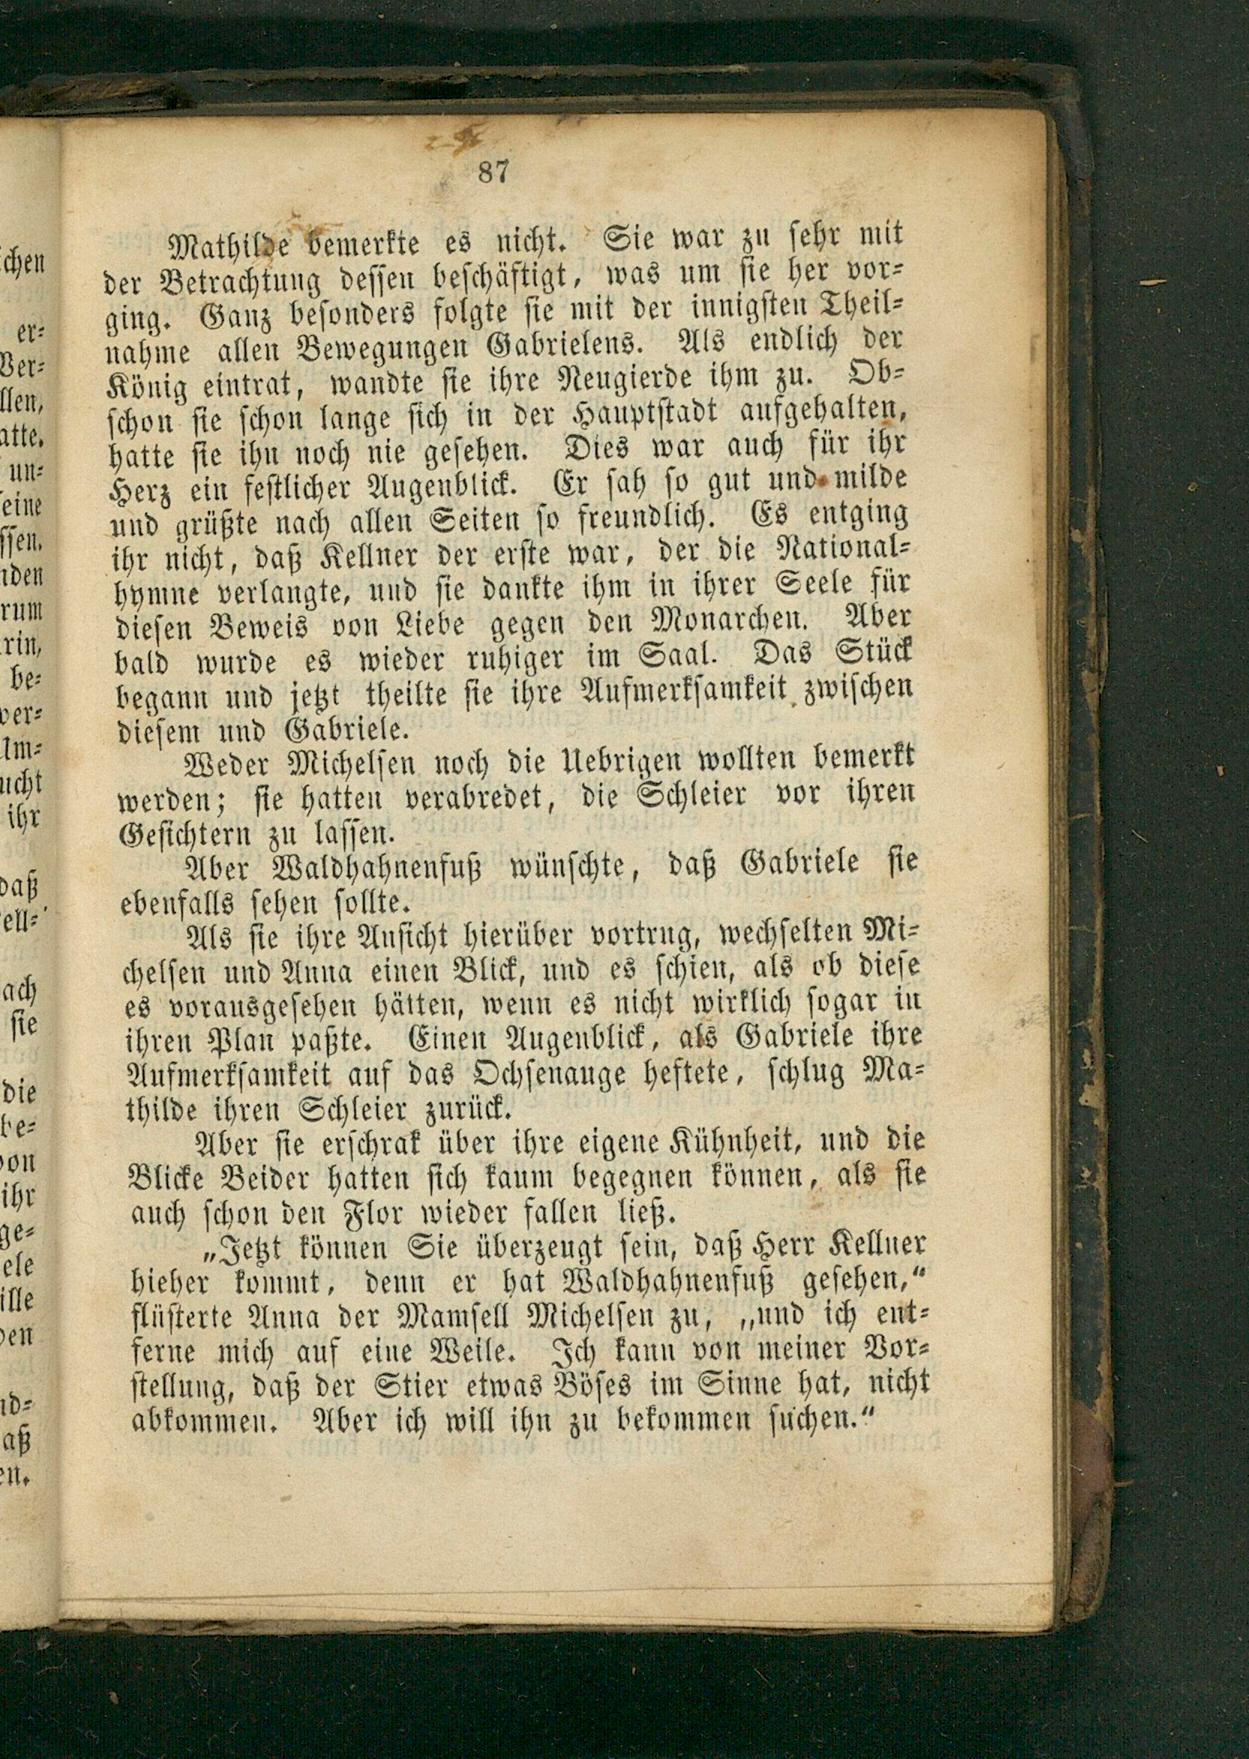 87
Mathilde bemerkte es nicht. Sie war zu sehr mit
der Betrachtung dessen beschäftigt, was um sie her vor-
ging. Ganz besonders folgte sie mit der innigsten Theil-
nahme allen Bewegungen Gabrielens. Als endlich der
König eintrat, wandte sie ihre Neugierde ihm zu. Ob-
schon sie schon lange sich in der Hauptstadt aufgehalten,
hatte sie ihn noch nie gesehen. Dies war auch für ihr
Herz ein festlicher Augenblick. Er sah so gut und milde
und grüßte nach allen Seiten so freundlich. Es entging
ihr nicht, daß Kellner der erste war, der die National-
hymne verlangte, und sie dankte ihm in ihrer Seele für
diesen Beweis von Liebe gegen den Monarchen. Aber
bald wurde es wieder ruhiger im Saal. Das Stück
begann und jetzt theilte sie ihre Aufmerksamkeit zwischen
diesem und Gabriele.
Weder Michelsen noch die Uebrigen wollten bemerkt
werden; sie hatten verabredet, die Schleier vor ihren
Gesichtern zu lassen.
Aber Waldhahnenfuß wünschte, daß Gabriele sie
ebenfalls sehen sollte.
Als sie ihre Ansicht hierüber vortrug, wechselten Mi-
chelsen und Anna einen Blick, und es schien, als ob diese
es vorausgesehen hätten, wenn es nicht wirklich sogar in
ihren Plan paßte. Einen Augenblick, als Gabriele ihre
Aufmerksamkeit auf das Ochsenauge heftete, schlug Ma-
thilde ihren Schleier zurück.
Aber sie erschrak über ihre eigene Kühnheit, und die
Blicke Beider hatten sich kaum begegnen können, als sie
auch schon den Flor wieder fallen ließ.
„Jetzt können Sie überzeugt sein, daß Herr Kellner
hieher kommt, denn er hat Waldhahnenfuß gesehen,“
flüsterte Anna der Mamsell Michelsen zu, „und ich ent-
ferne mich auf eine Weile. Ich kann von meiner Vor-
stellung, daß der Stier etwas Böses im Sinne hat, nicht
abkommen. Aber ich will ihn zu bekommen suchen.“